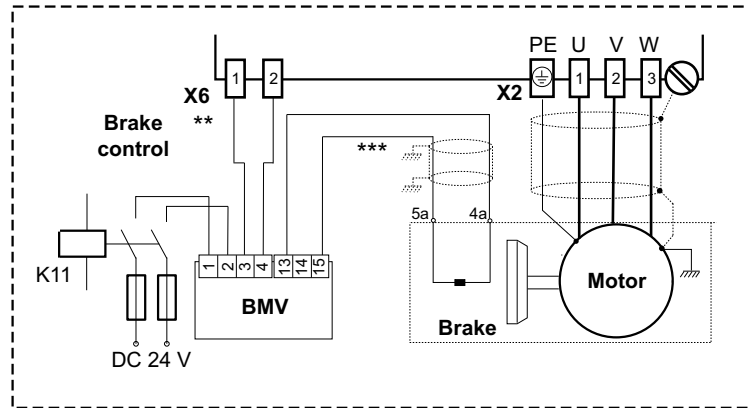 PE U V W
1 2 1 2 3
X6 X2
**
Brake
control
***
5a 4a
K11
1 2 3 4 13 14 15
BMV
Motor
Brake
DC 24 V